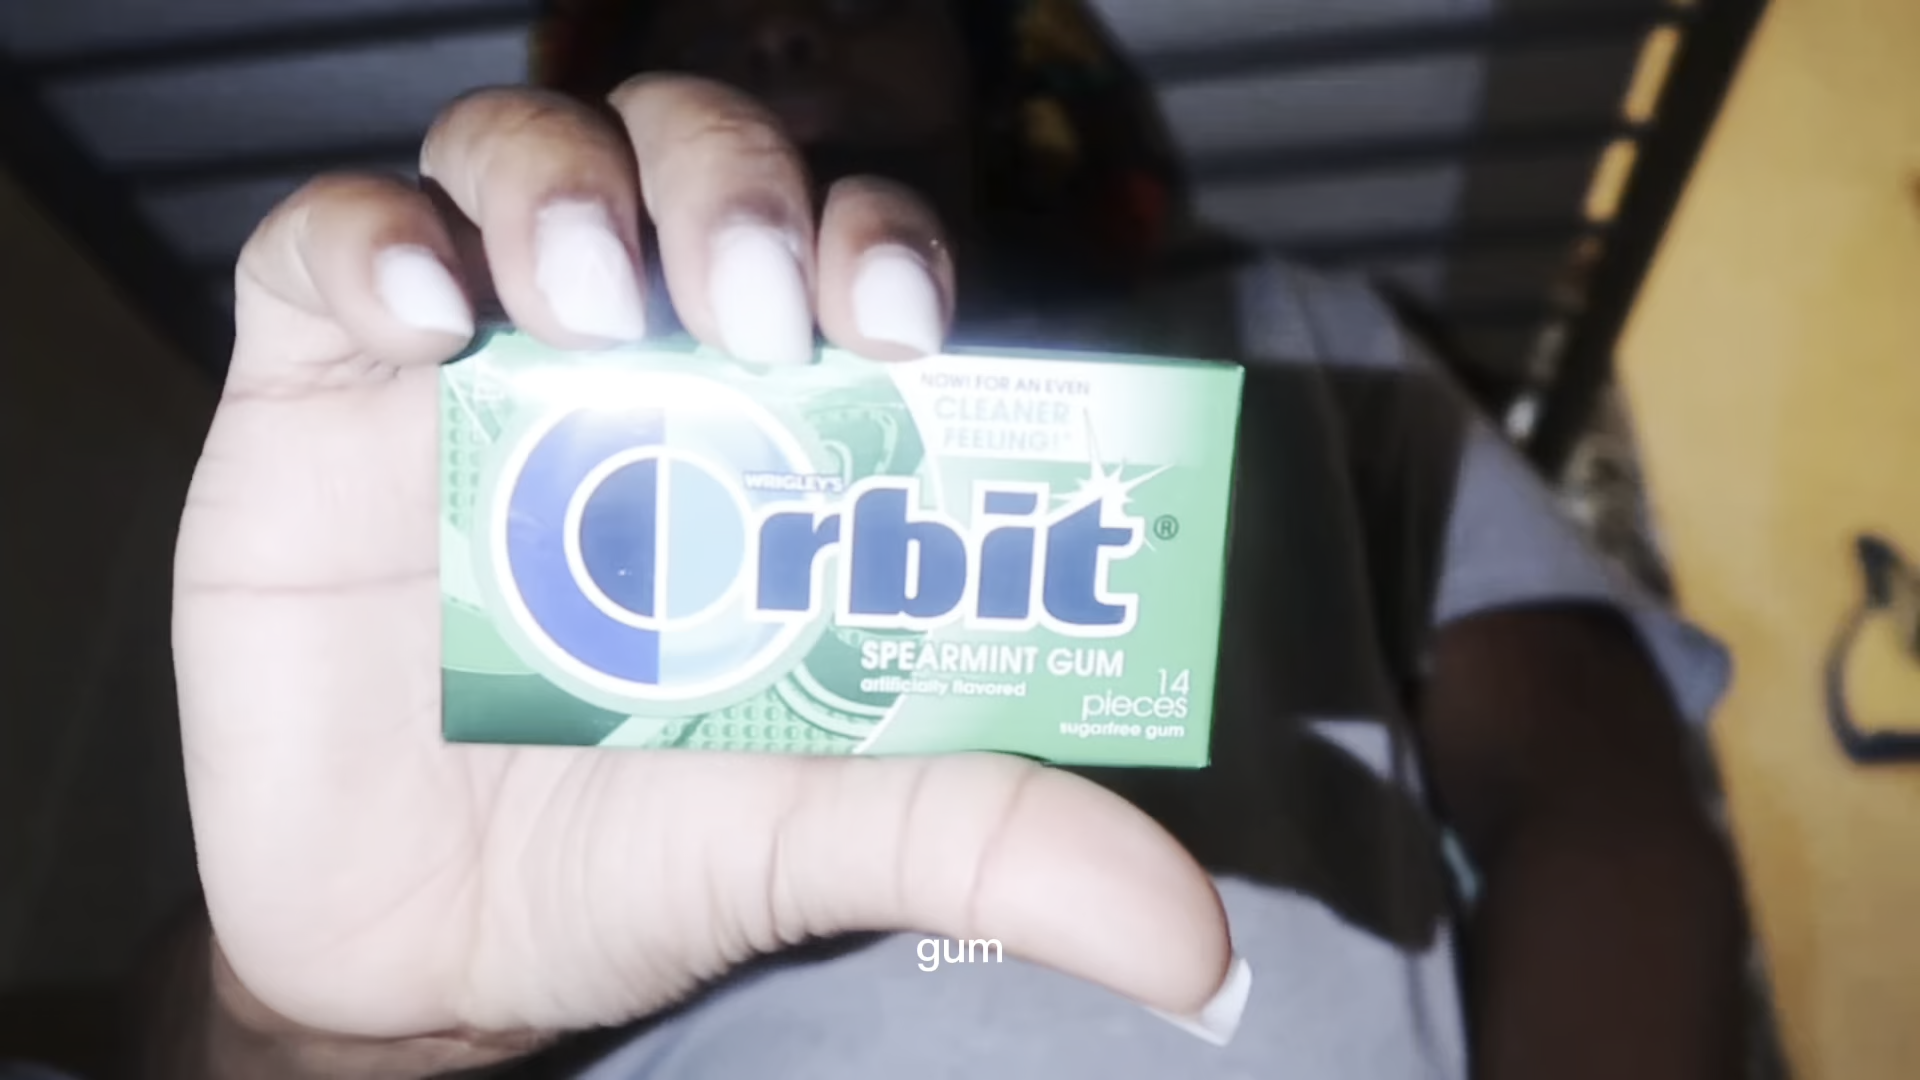 NOW! FOR AN EVEN
CLEANER
FEELING!*
WRIGLEY'S
Orbit®
SPEARMINT GUM
artificially flavored
14
pieces
sugarfree gum
gum